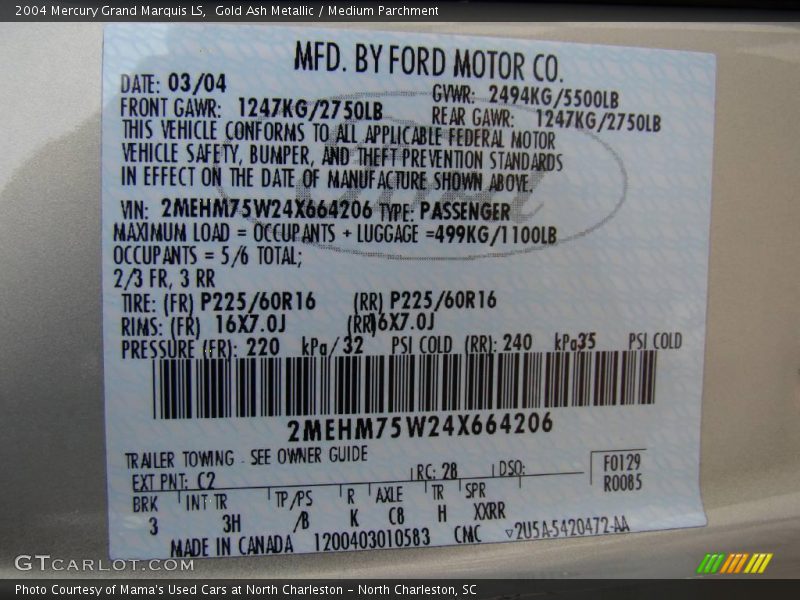 2004 Mercury Grand Marquis LS,  Gold Ash Metallic / Medium Parchment
MFD. BY FORD MOTOR CO.
DATE: 03/04 GVWR: 2494KG/5500LB
FRONT GAWR: 1247KG/2750LB REAR GAWR: 1247KG/2750LB
THIS VEHICLE CONFORMS TO ALL APPLICABLE FEDERAL MOTOR
VEHICLE SAFETY, BUMPER, AND THEFT PREVENTION STANDARDS
IN EFFECT ON THE DATE OF MANUFACTURE SHOWN ABOVE.
VIN: 2MEHM75W24X664206 TYPE: PASSENGER
MAXIMUM LOAD = OCCUPANTS + LUGGAGE =499KG/1100LB
OCCUPANTS = 5/6 TOTAL;
2/3 FR, 3 RR
TIRE: (FR) P225/60R16 (RR) P225/60R16
RIMS: (FR) 16X7.0J (RR)16X7.0J
PRESSURE (FR): 220 kPa/32 PSI COLD (RR): 240 kPa35 PSI COLD
2MEHM75W24X664206
TRAILER TOWING - SEE OWNER GUIDE
EXT PNT: C2 RC: 28 DSO: F0129
R0085
BRK INT TR TP/PS R AXLE TR SPR
3 3H /B K C8 H XXRR
MADE IN CANADA 1200403010583 CMC ▽2U5A-5420472-AA
GTCARLOT.COM
Photo Courtesy of Mama's Used Cars at North Charleston – North Charleston, SC